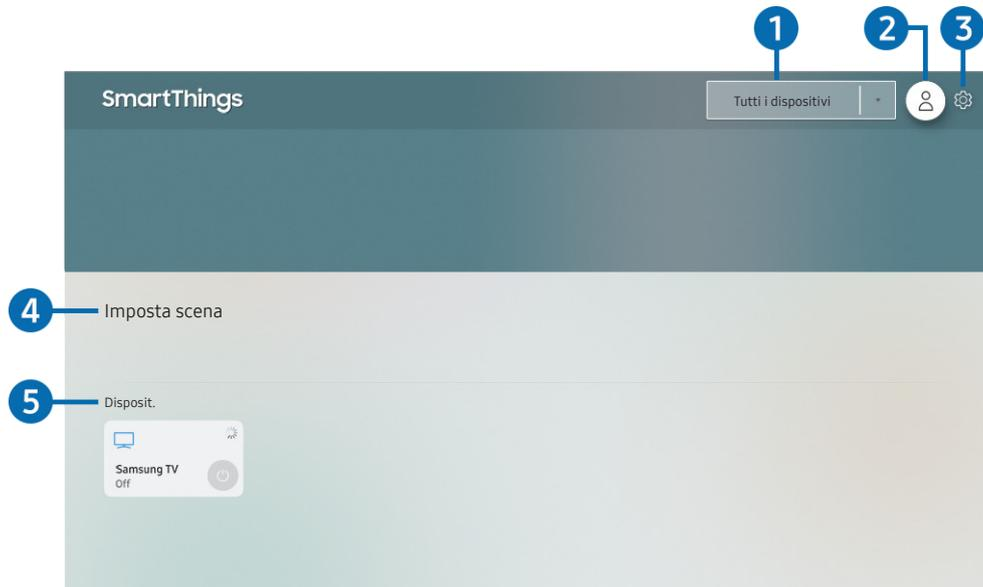 1 2 3
SmartThings
Tutti i dispositivi
4 Imposta scena
5 Disposit.
Samsung TV
Off